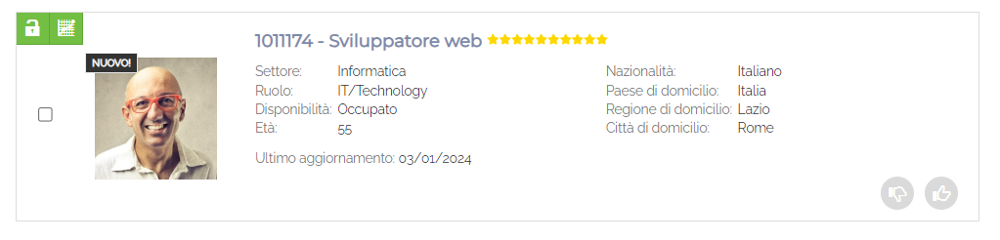 1011174 - Sviluppatore web
NUOVO!
Settore: Informatica
Ruolo: IT/Technology
Disponibilità: Occupato
Età: 55
Nazionalità: Italiano
Paese di domicilio: Italia
Regione di domicilio: Lazio
Città di domicilio: Rome
Ultimo aggiornamento: 03/01/2024